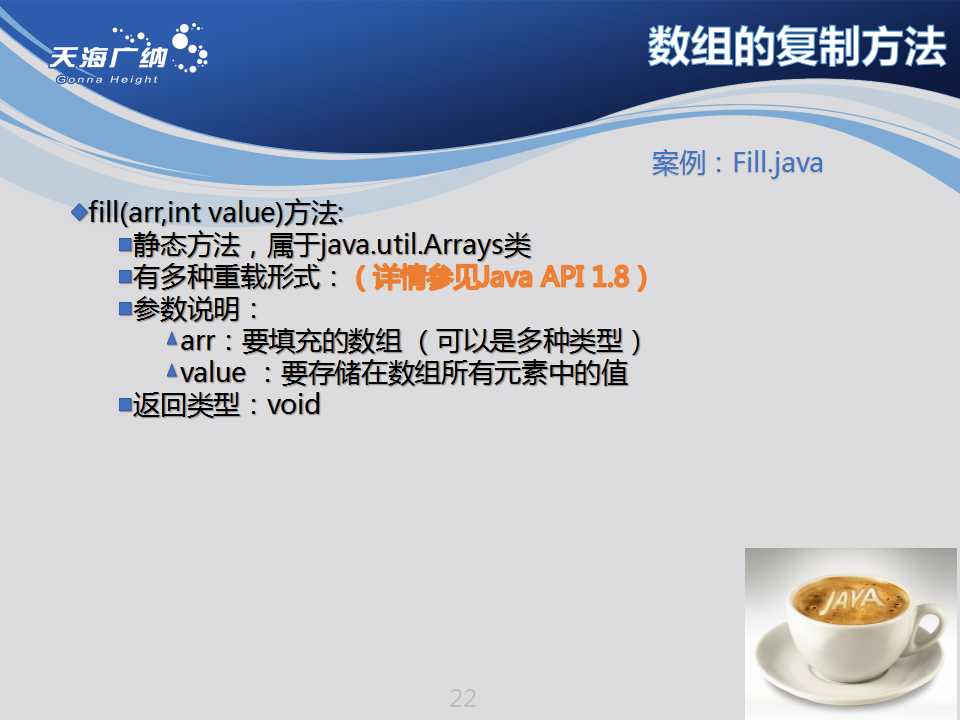 天海广纳
Gonna Height
数组的复制方法
案例：Fill.java
fill(arr,int value)方法:
静态方法，属于java.util.Arrays类
有多种重载形式：（详情参见Java API 1.8）
参数说明：
arr：要填充的数组 （可以是多种类型）
value ：要存储在数组所有元素中的值
返回类型：void
JAVA
22